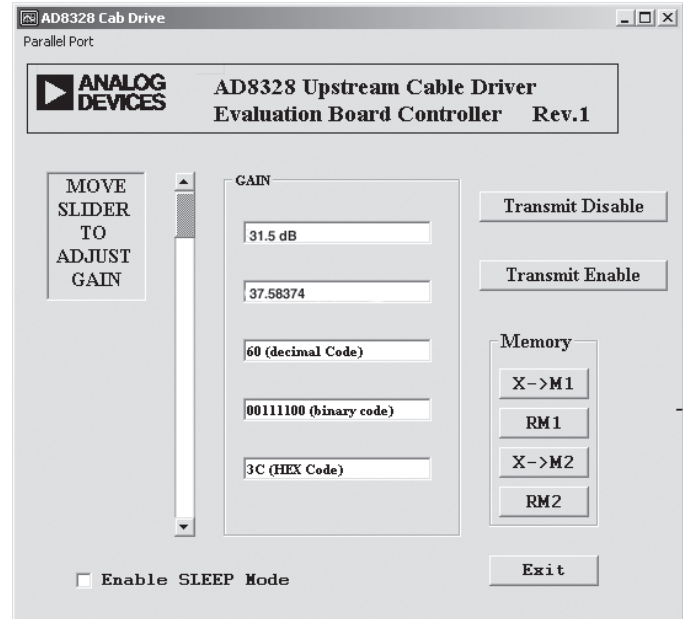 AD8328 Cab Drive
Parallel Port
ANALOG
DEVICES
AD8328 Upstream Cable Driver
Evaluation Board Controller Rev.1
MOVE
SLIDER
TO
ADJUST
GAIN
GAIN
31.5 dB
37.58374
60 (decimal Code)
00111100 (binary code)
3C (HEX Code)
Transmit Disable
Transmit Enable
Memory
X->M1
RM1
X->M2
RM2
Enable SLEEP Mode
Exit